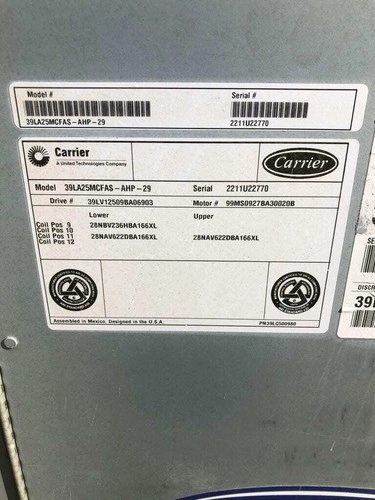 Model #
Serial #
39LA25MCFAS-AHP-29
2211U22770
Carrier
A United Technologies Company
Carrier
Model 39LA25MCFAS-AHP-29 Serial 2211U22770
Drive # 39LV12509BA06903 Motor # 99MS0927BA30020B
Lower Upper
Coil Pos 9 28NBV236HBA166XL
Coil Pos 10
Coil Pos 11 28NAV622DBA166XL 28NAV622DBA166XL
Coil Pos 12
Assembled in Mexico. Designed in the U.S.A.
PN39LC500980
DISCR